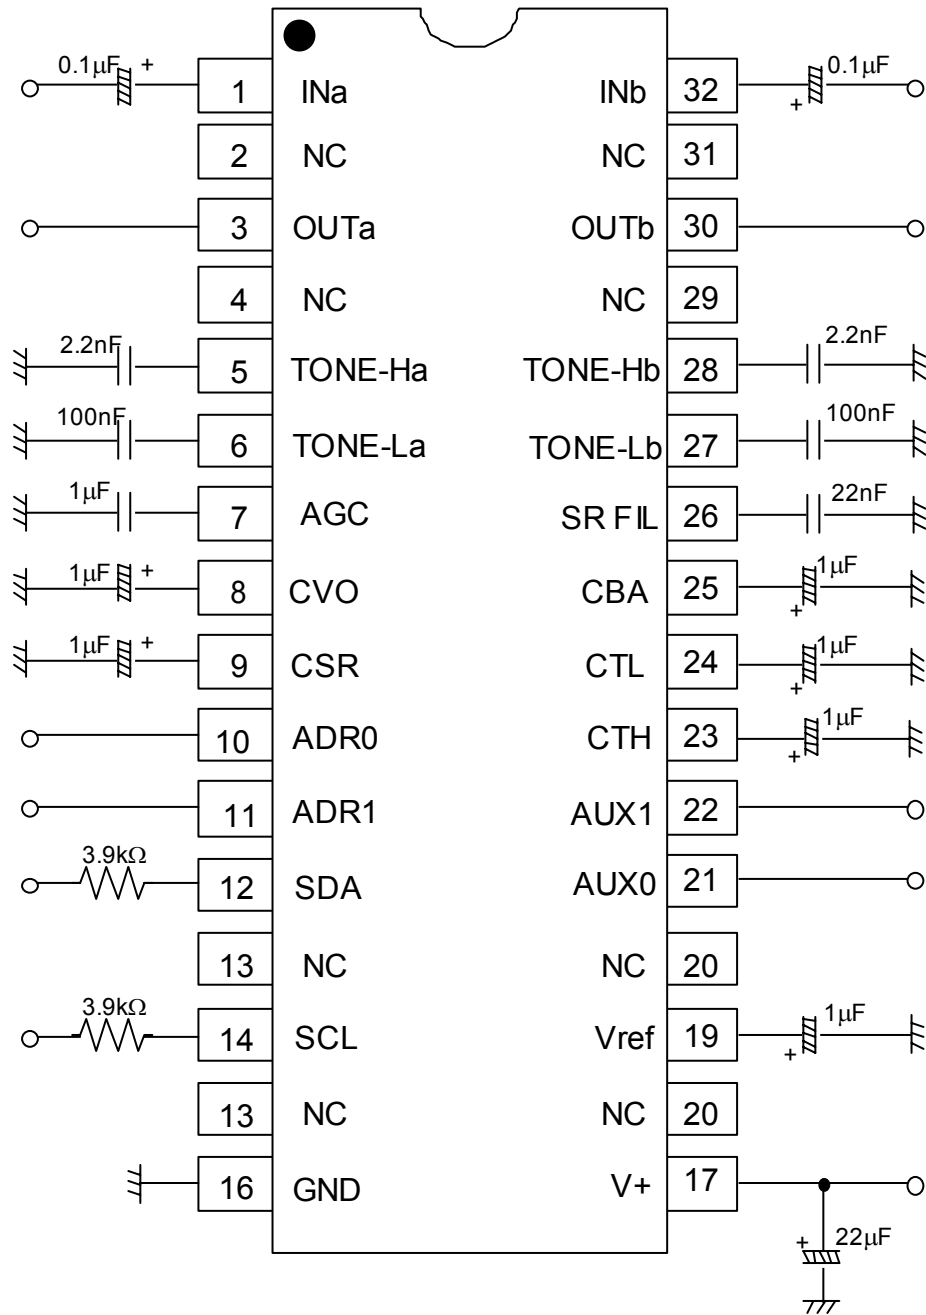 0.1µF + 1 INa INb 32 + 0.1µF
2 NC NC 31
3 OUTa OUTb 30
4 NC NC 29
2.2nF 5 TONE-Ha TONE-Hb 28 2.2nF
100nF 6 TONE-La TONE-Lb 27 100nF
1µF 7 AGC SR FIL 26 22nF
1µF + 8 CVO CBA 25 + 1µF
1µF + 9 CSR CTL 24 + 1µF
10 ADR0 CTH 23 + 1µF
11 ADR1 AUX1 22
3.9kΩ 12 SDA AUX0 21
13 NC NC 20
3.9kΩ 14 SCL Vref 19 + 1µF
13 NC NC 20
16 GND V+ 17
+ 22µF